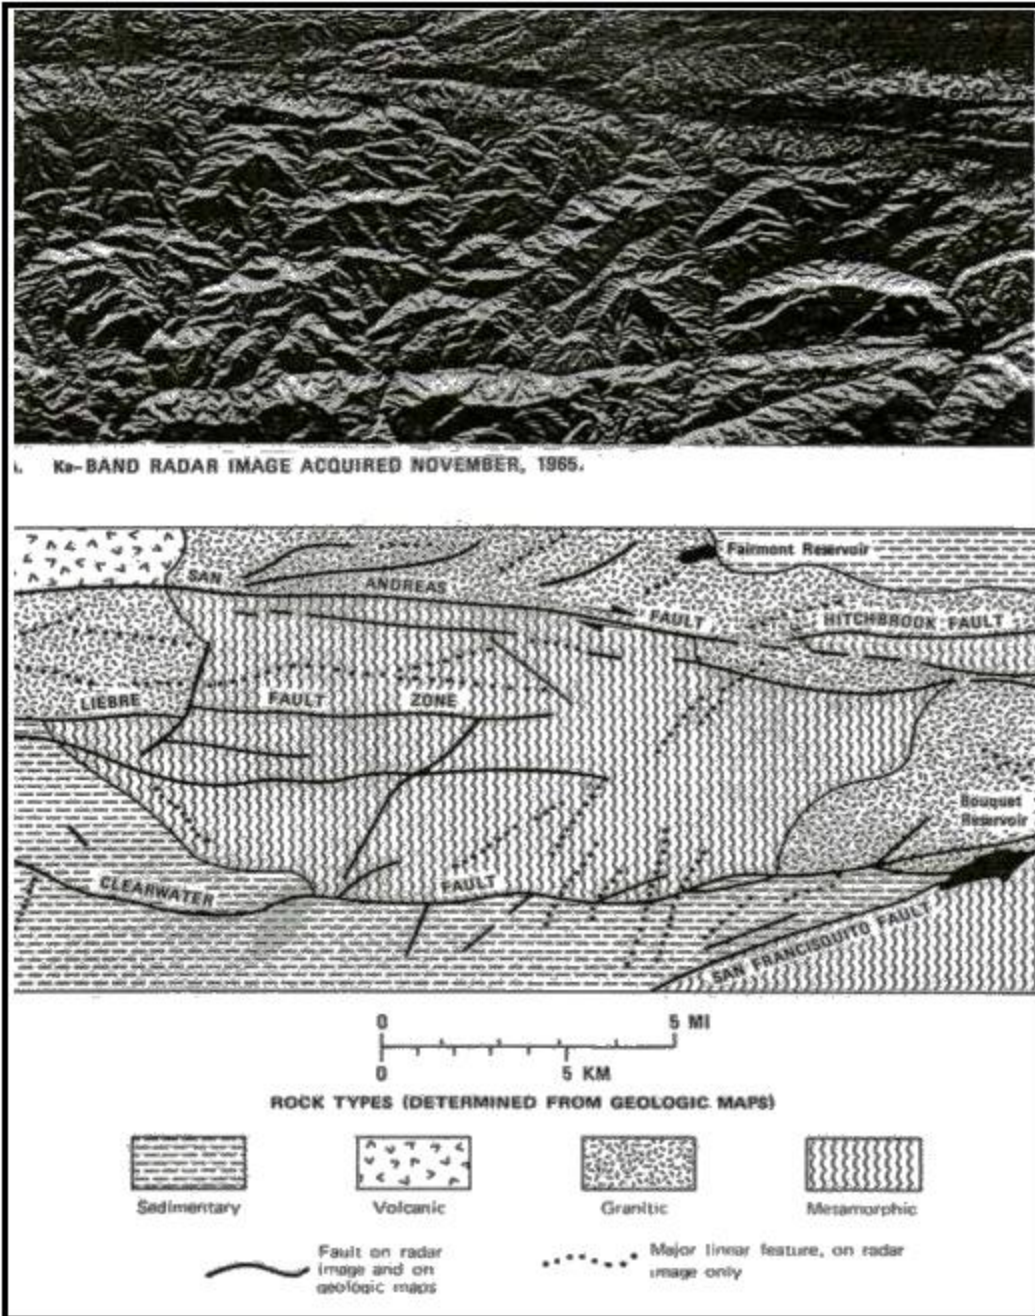 Ka-BAND RADAR IMAGE ACQUIRED NOVEMBER, 1965.
Fairmont Reservoir
SAN ANDREAS FAULT
HITCHBROOK FAULT
LIEBRE FAULT ZONE
Bouquet
Reservoir
CLEARWATER FAULT
SAN FRANCISQUITO FAULT
0 5 MI
0 5 KM
ROCK TYPES (DETERMINED FROM GEOLOGIC MAPS)
Sedimentary Volcanic Granitic Metamorphic
Fault on radar
image and on
geologic maps
Major linear feature, on radar
image only